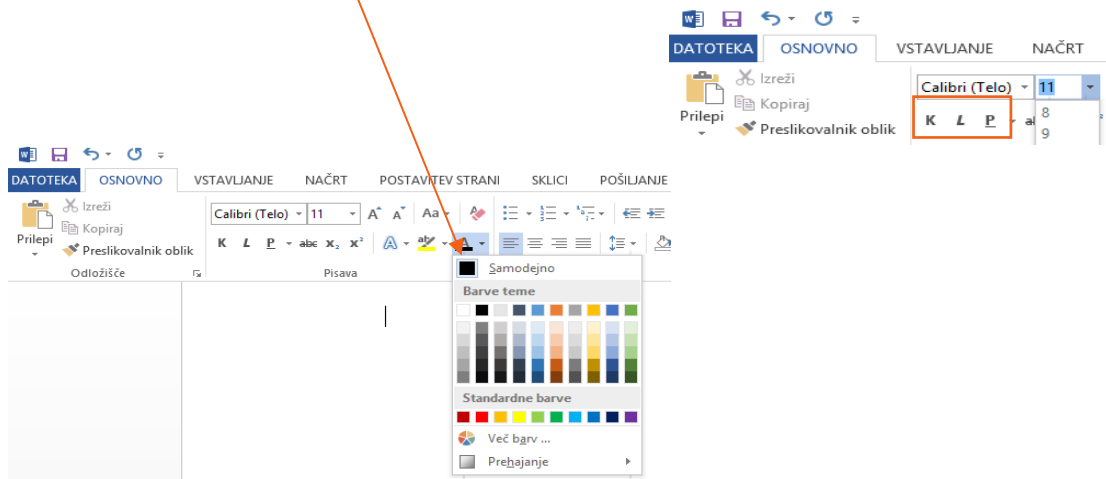 DATOTEKA OSNOVNO VSTAVLJANJE NAČRT
Izreži
Calibri (Telo) 11
Kopiraj
Prilepi
Preslikovalnik oblik
K L P
8
9
DATOTEKA OSNOVNO VSTAVLJANJE NAČRT POSTAVITEV STRANI SKLICI POŠILJANJE
Izreži
Calibri (Telo) 11 A A Aa
Kopiraj
Prilepi
Preslikovalnik oblik
K L P abc x₂ x² A aby A
Odložišče Pisava
Samodejno
Barve teme
Standardne barve
Več barv ...
Prehajanje